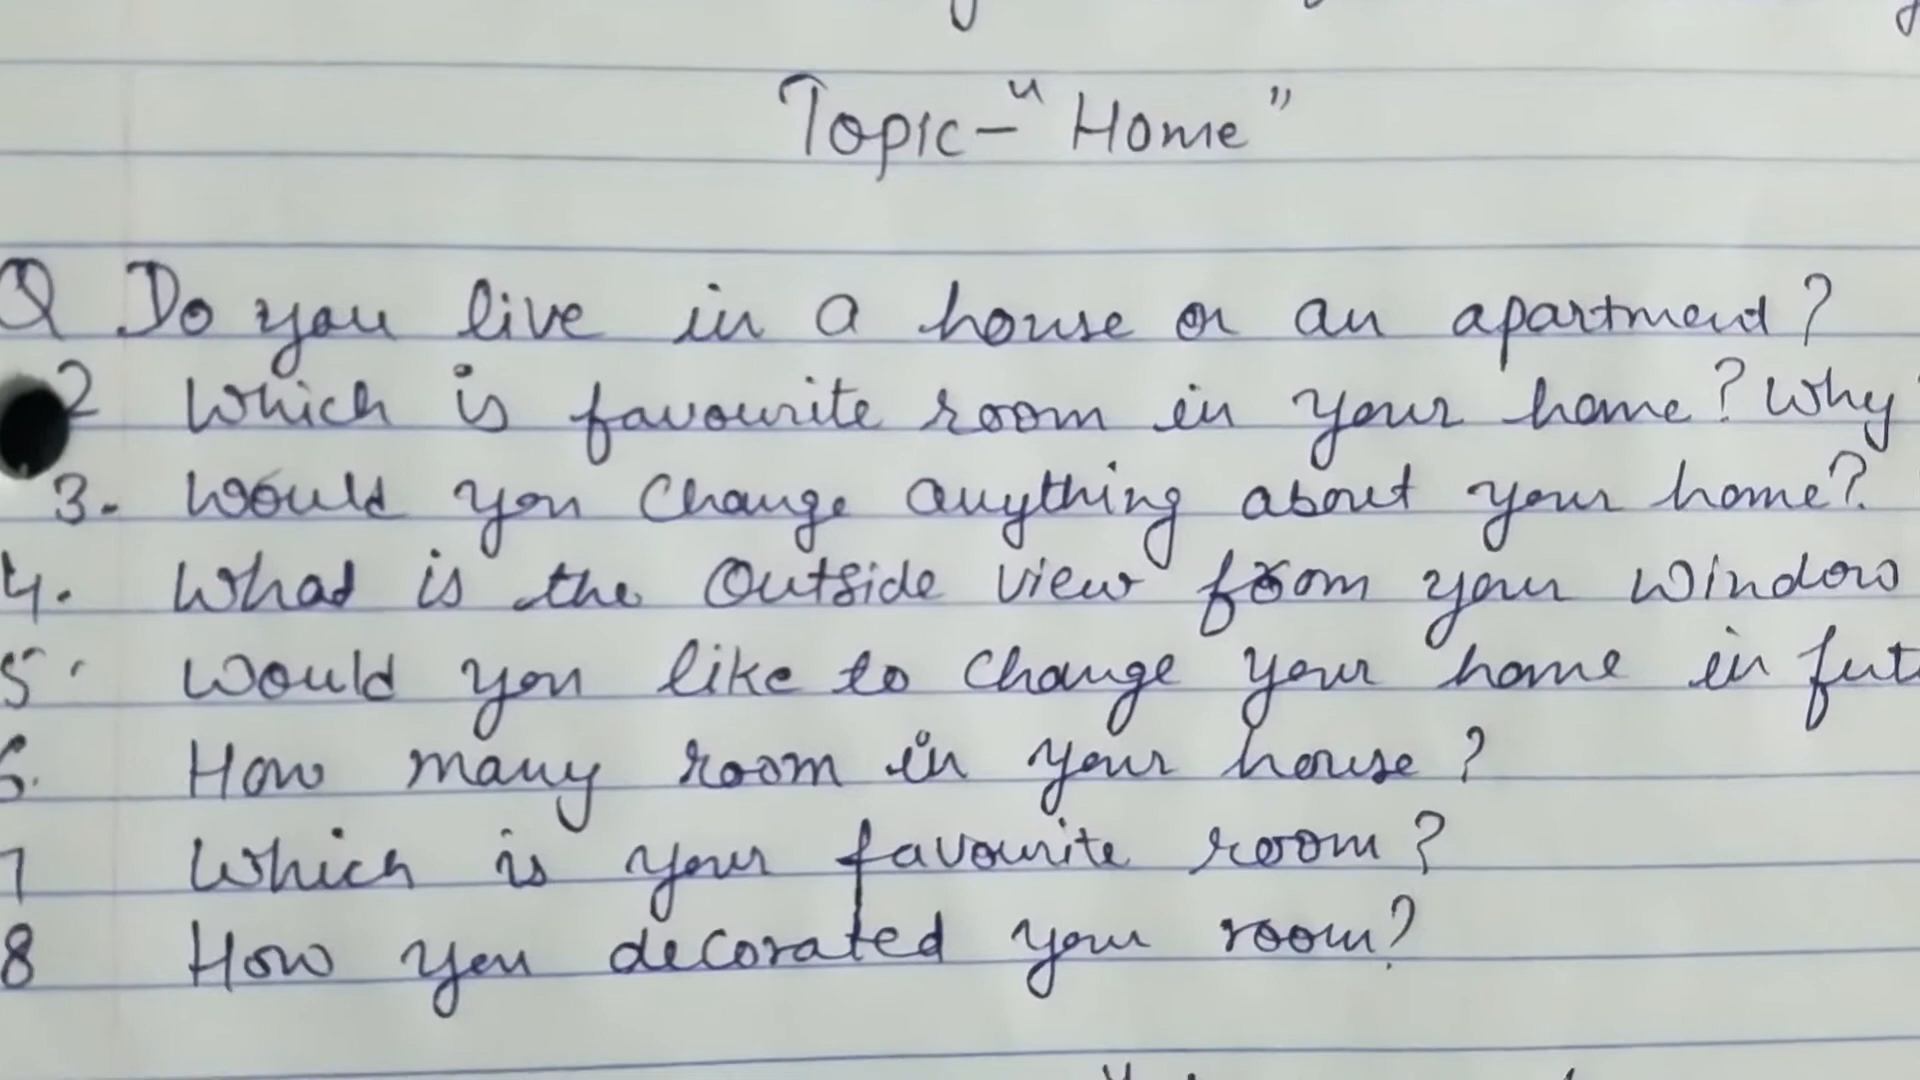 Topic - "Home"
Q Do you live in a house or an apartment?
2 Which is favourite room in your home? Why
3. Would you Change anything about your home?
4. What is the Outside view from your window
5. Would you like to change your home in fut
6. How many room in your house?
7 Which is your favourite room?
8 How you decorated your room?